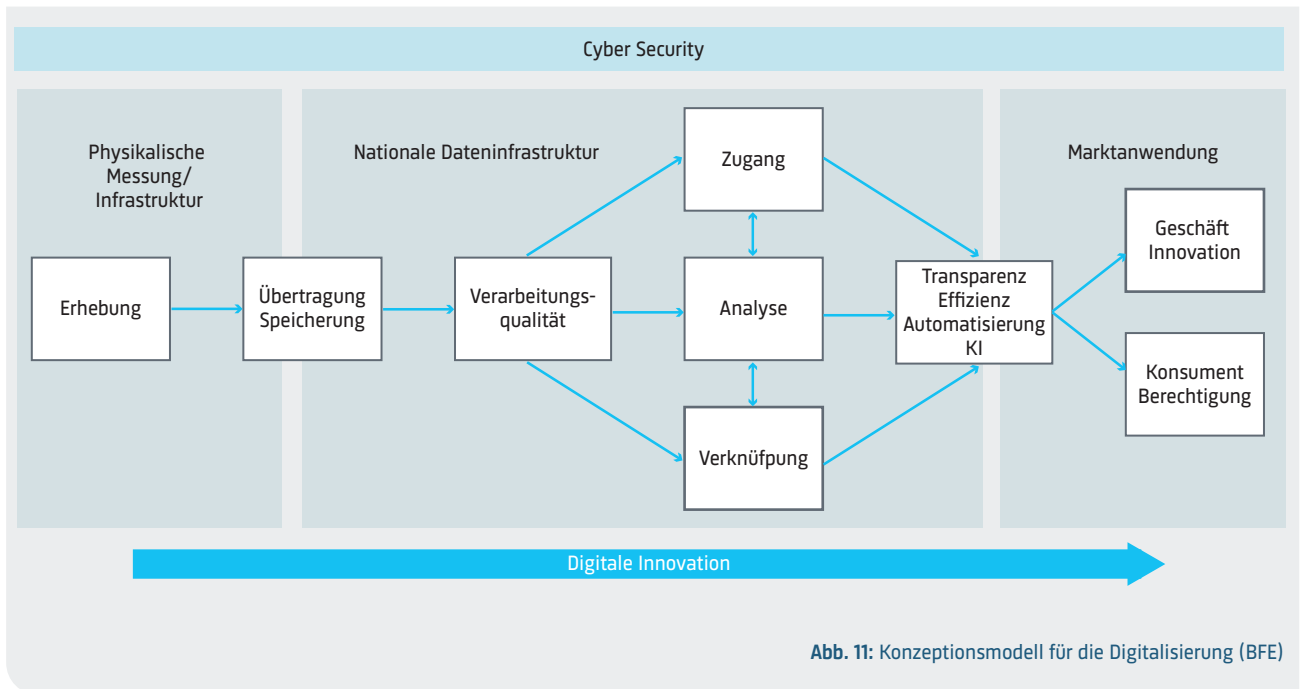 Cyber Security
Physikalische
Messung/
Infrastruktur
Nationale Dateninfrastruktur
Marktanwendung
Erhebung
Übertragung
Speicherung
Verarbeitungs-
qualität
Zugang
Analyse
Verknüfpung
Transparenz
Effizienz
Automatisierung
KI
Geschäft
Innovation
Konsument
Berechtigung
Digitale Innovation
Abb. 11: Konzeptionsmodell für die Digitalisierung (BFE)